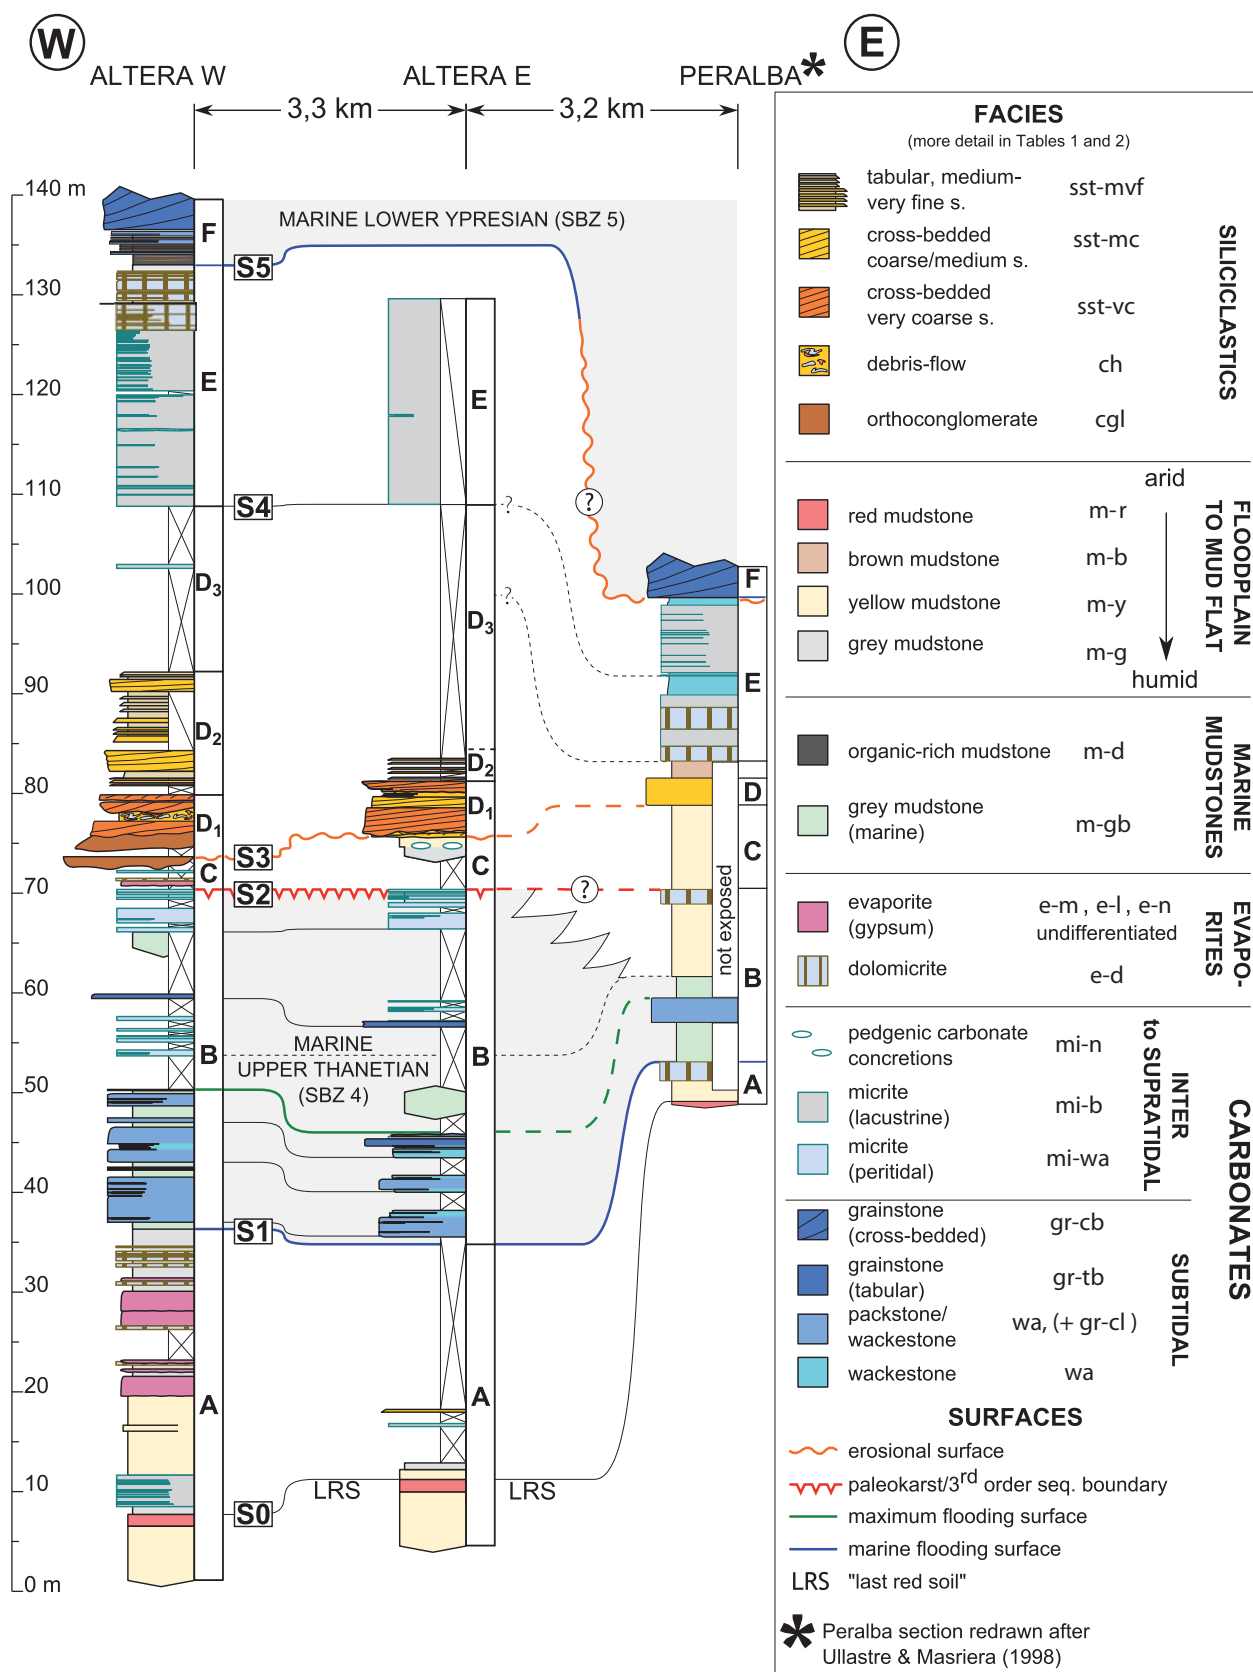 W
E
ALTERA W
ALTERA E
PERALBA*
3,3 km
3,2 km
140 m
130
120
110
100
90
80
70
60
50
40
30
20
10
0 m
F
E
D3
D2
D1
C
B
A
S5
S4
S3
S2
S1
S0
MARINE LOWER YPRESIAN (SBZ 5)
MARINE
UPPER THANETIAN
(SBZ 4)
LRS
LRS
E
D3
D2
D1
C
B
A
?
?
?
?
F
E
D
C
B
A
not exposed
FACIES
(more detail in Tables 1 and 2)
tabular, medium-
very fine s.
sst-mvf
cross-bedded
coarse/medium s.
sst-mc
cross-bedded
very coarse s.
sst-vc
debris-flow
ch
orthoconglomerate
cgl
SILICICLASTICS
arid
red mudstone
m-r
brown mudstone
m-b
yellow mudstone
m-y
grey mudstone
m-g
humid
FLOODPLAIN
TO MUD FLAT
organic-rich mudstone
m-d
grey mudstone
(marine)
m-gb
MARINE
MUDSTONES
evaporite
(gypsum)
e-m , e-l , e-n
undifferentiated
dolomicrite
e-d
EVAPO-
RITES
pedgenic carbonate
concretions
mi-n
micrite
(lacustrine)
mi-b
micrite
(peritidal)
mi-wa
INTER
to SUPRATIDAL
grainstone
(cross-bedded)
gr-cb
grainstone
(tabular)
gr-tb
packstone/
wackestone
wa, (+ gr-cl )
wackestone
wa
SUBTIDAL
CARBONATES
SURFACES
erosional surface
paleokarst/3rd order seq. boundary
maximum flooding surface
marine flooding surface
LRS "last red soil"
* Peralba section redrawn after
Ullastre & Masriera (1998)